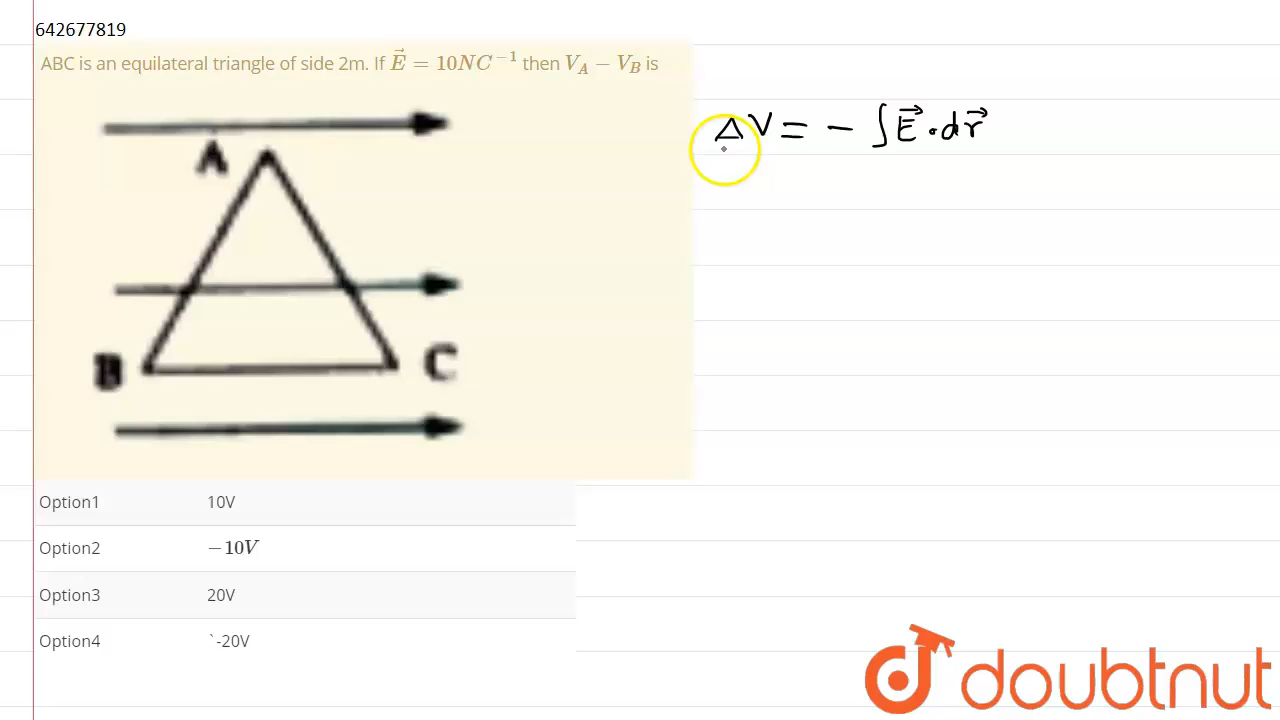 642677819
ABC is an equilateral triangle of side 2m. If $\vec{E} = 10NC^{-1}$ then $V_A - V_B$ is
A
B
C
$\Delta V = -\int \vec{E} \cdot d\vec{r}$
Option1 10V
Option2 $-10V$
Option3 20V
Option4 `-20V
doubtnut